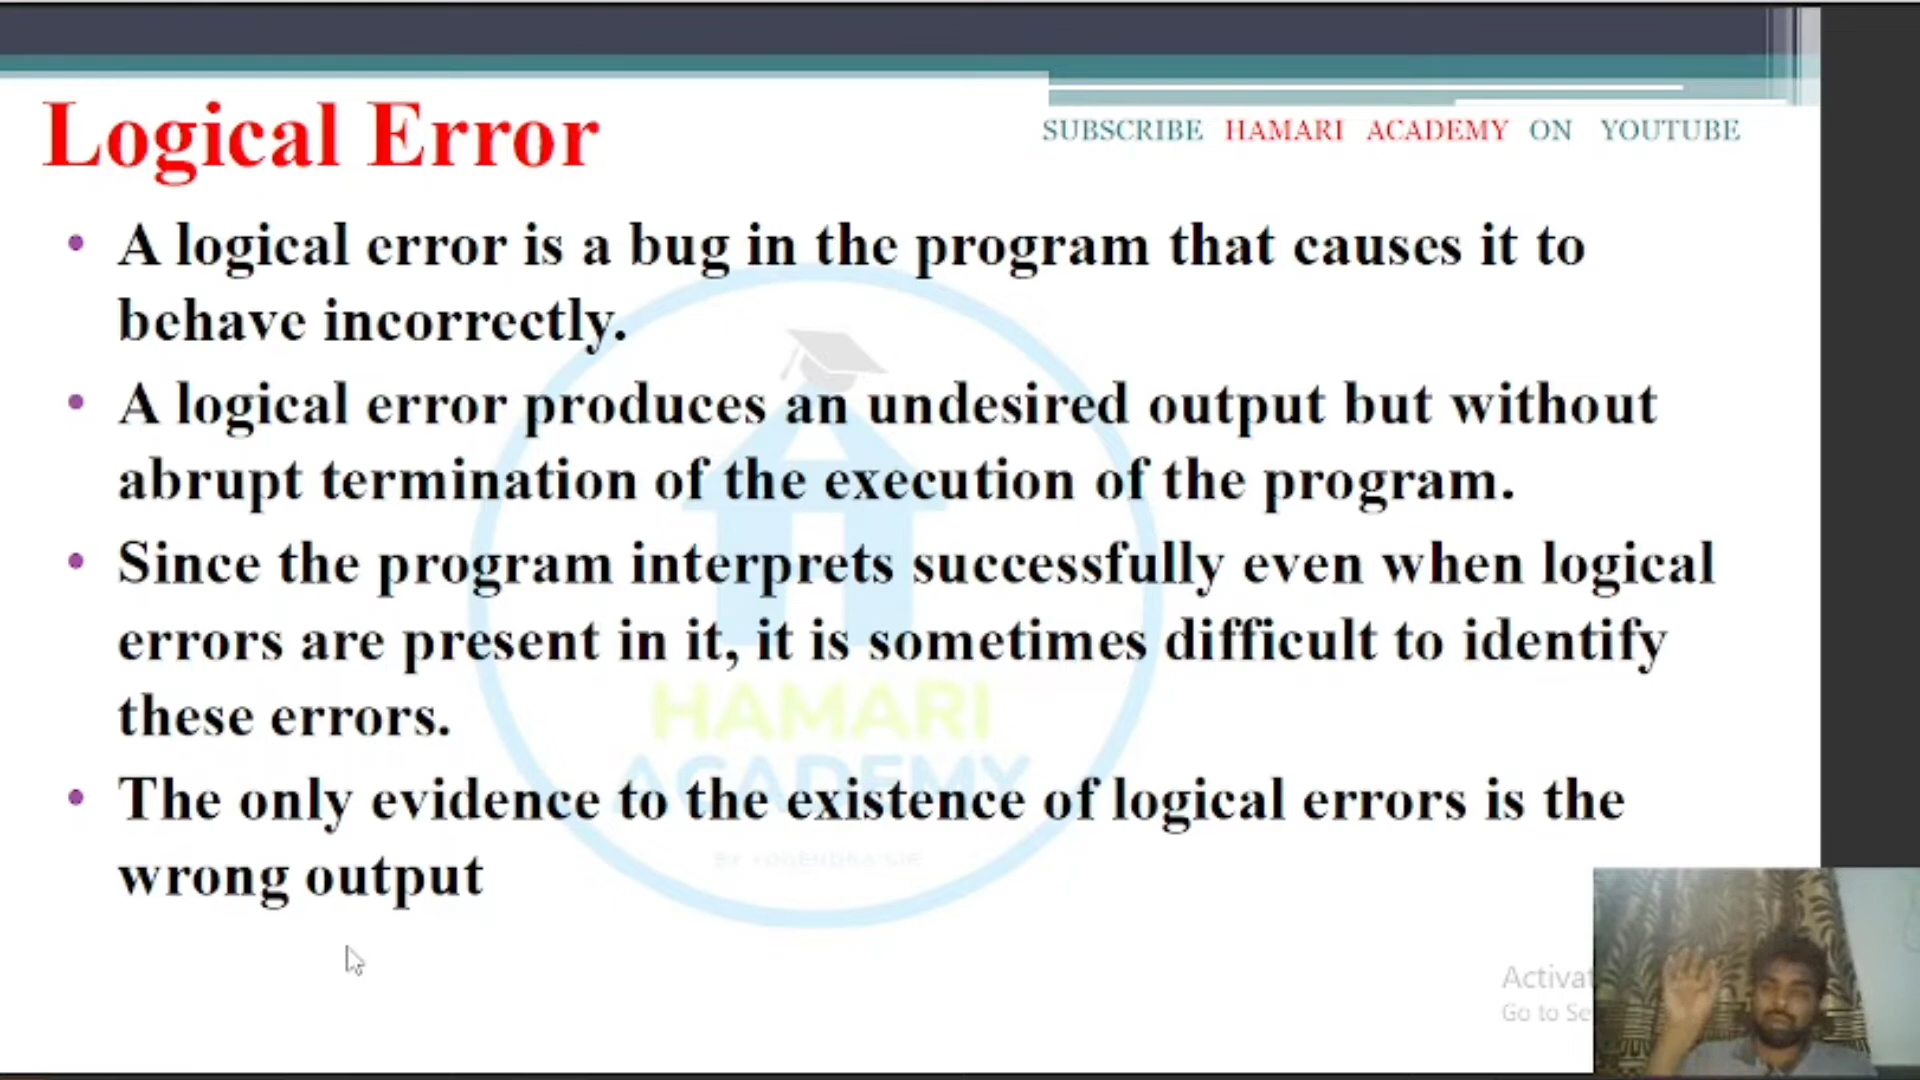 Logical Error
SUBSCRIBE HAMARI ACADEMY ON YOUTUBE
• A logical error is a bug in the program that causes it to
behave incorrectly.
• A logical error produces an undesired output but without
abrupt termination of the execution of the program.
• Since the program interprets successfully even when logical
errors are present in it, it is sometimes difficult to identify
these errors.
• The only evidence to the existence of logical errors is the
wrong output
HAMARI
ACADEMY
Go to